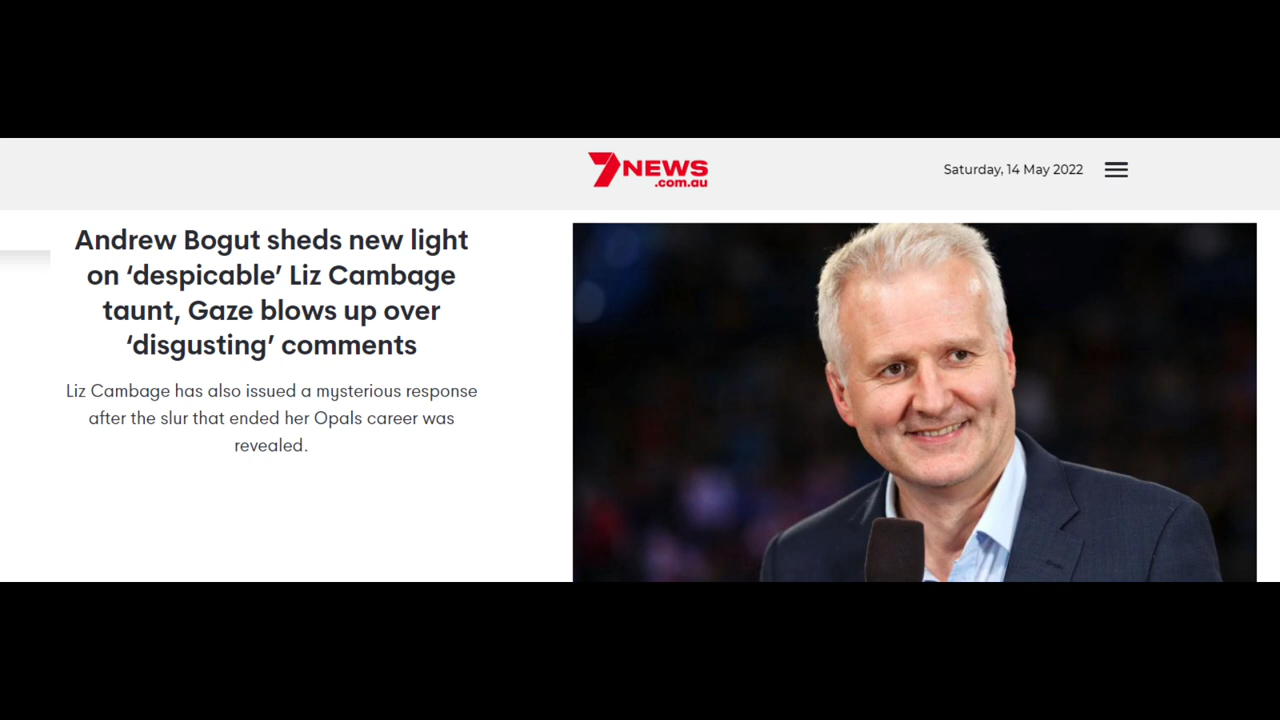 7NEWS
.com.au
Saturday, 14 May 2022
Andrew Bogut sheds new light
on ‘despicable’ Liz Cambage
taunt, Gaze blows up over
‘disgusting’ comments
Liz Cambage has also issued a mysterious response
after the slur that ended her Opals career was
revealed.